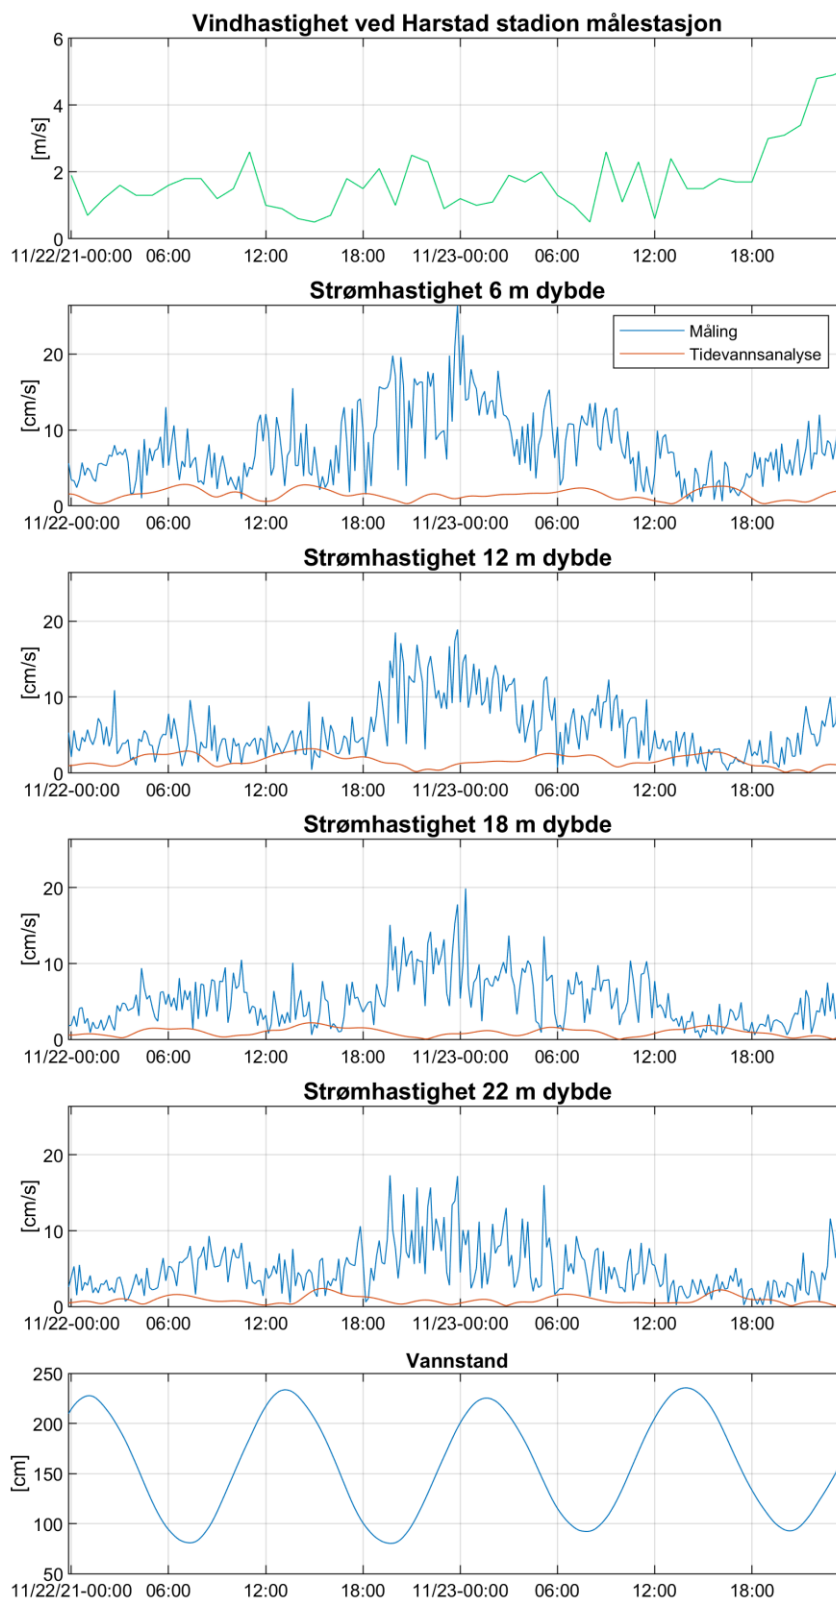 Vindhastighet ved Harstad stadion målestasjon
6
4
2
0
[m/s]
11/22/21-00:00 06:00 12:00 18:00 11/23-00:00 06:00 12:00 18:00
Strømhastighet 6 m dybde
Måling
Tidevannsanalyse
20
10
0
[cm/s]
11/22-00:00 06:00 12:00 18:00 11/23-00:00 06:00 12:00 18:00
Strømhastighet 12 m dybde
20
10
0
[cm/s]
11/22-00:00 06:00 12:00 18:00 11/23-00:00 06:00 12:00 18:00
Strømhastighet 18 m dybde
20
10
0
[cm/s]
11/22-00:00 06:00 12:00 18:00 11/23-00:00 06:00 12:00 18:00
Strømhastighet 22 m dybde
20
10
0
[cm/s]
11/22-00:00 06:00 12:00 18:00 11/23-00:00 06:00 12:00 18:00
Vannstand
250
200
150
100
50
[cm]
11/22/21-00:00 06:00 12:00 18:00 11/23-00:00 06:00 12:00 18:00